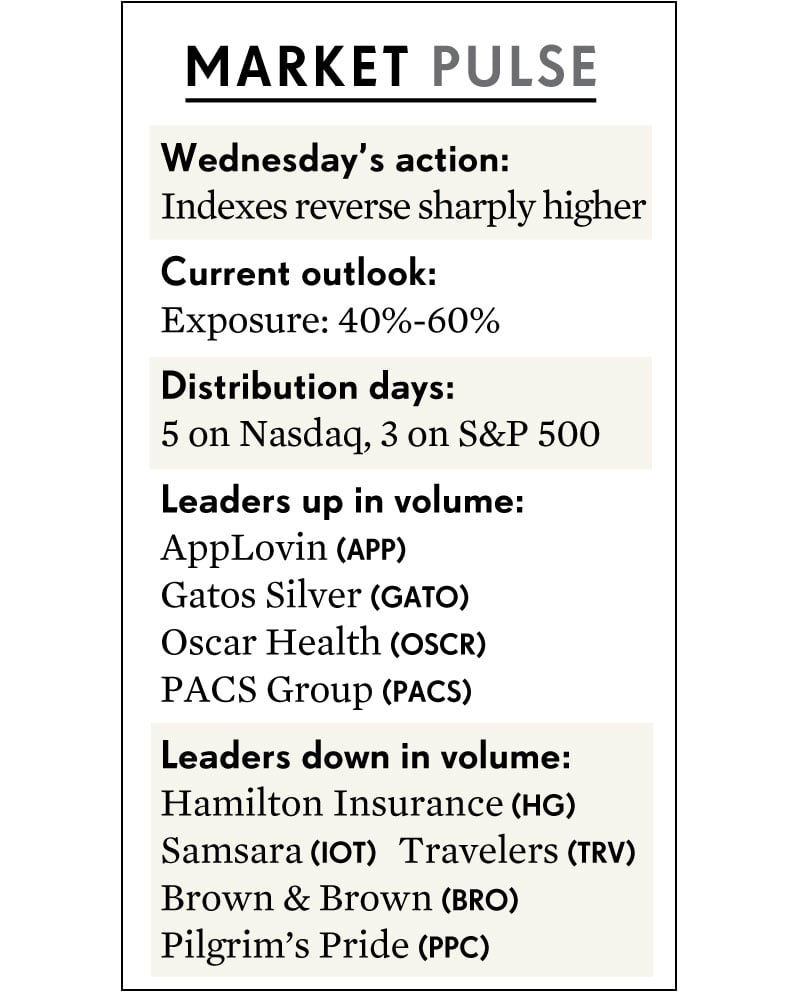 MARKET PULSE
Wednesday’s action:
Indexes reverse sharply higher
Current outlook:
Exposure: 40%-60%
Distribution days:
5 on Nasdaq, 3 on S&P 500
Leaders up in volume:
AppLovin (APP)
Gatos Silver (GATO)
Oscar Health (OSCR)
PACS Group (PACS)
Leaders down in volume:
Hamilton Insurance (HG)
Samsara (IOT) Travelers (TRV)
Brown & Brown (BRO)
Pilgrim’s Pride (PPC)